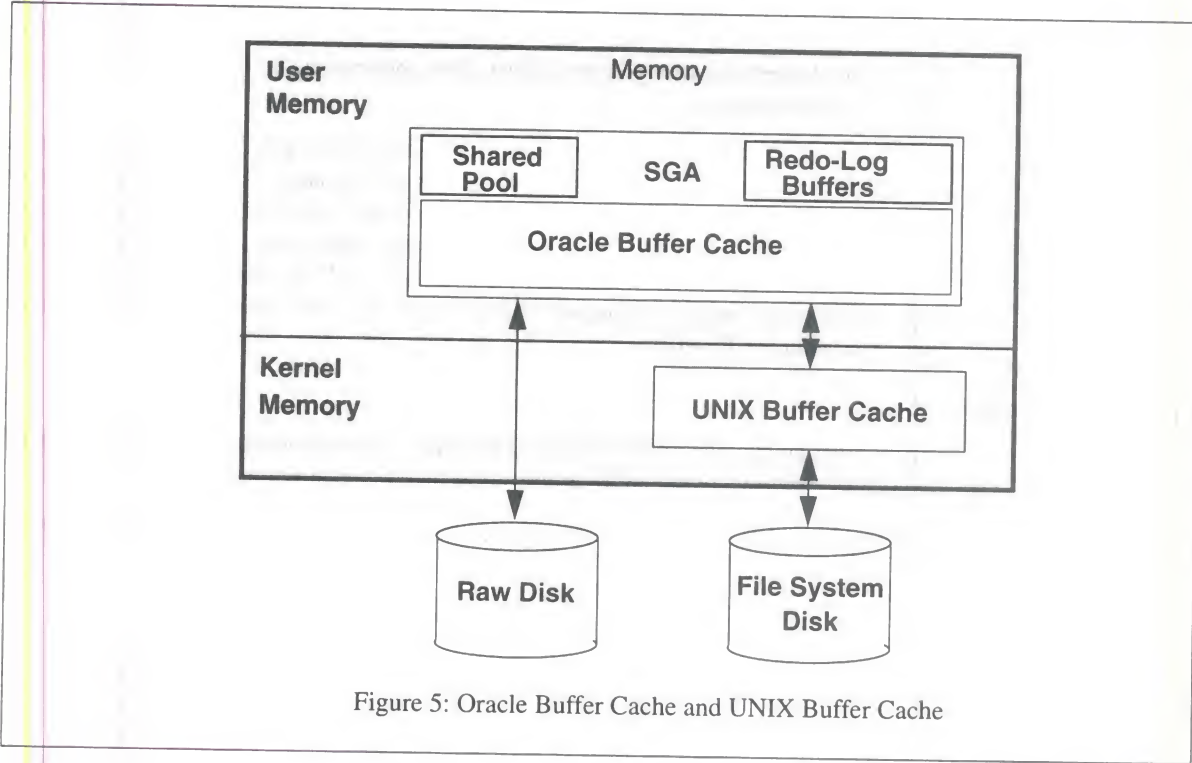 User
Memory
Memory
Shared
Pool
SGA
Redo-Log
Buffers
Oracle Buffer Cache
Kernel
Memory
UNIX Buffer Cache
Raw Disk
File System
Disk
Figure 5: Oracle Buffer Cache and UNIX Buffer Cache